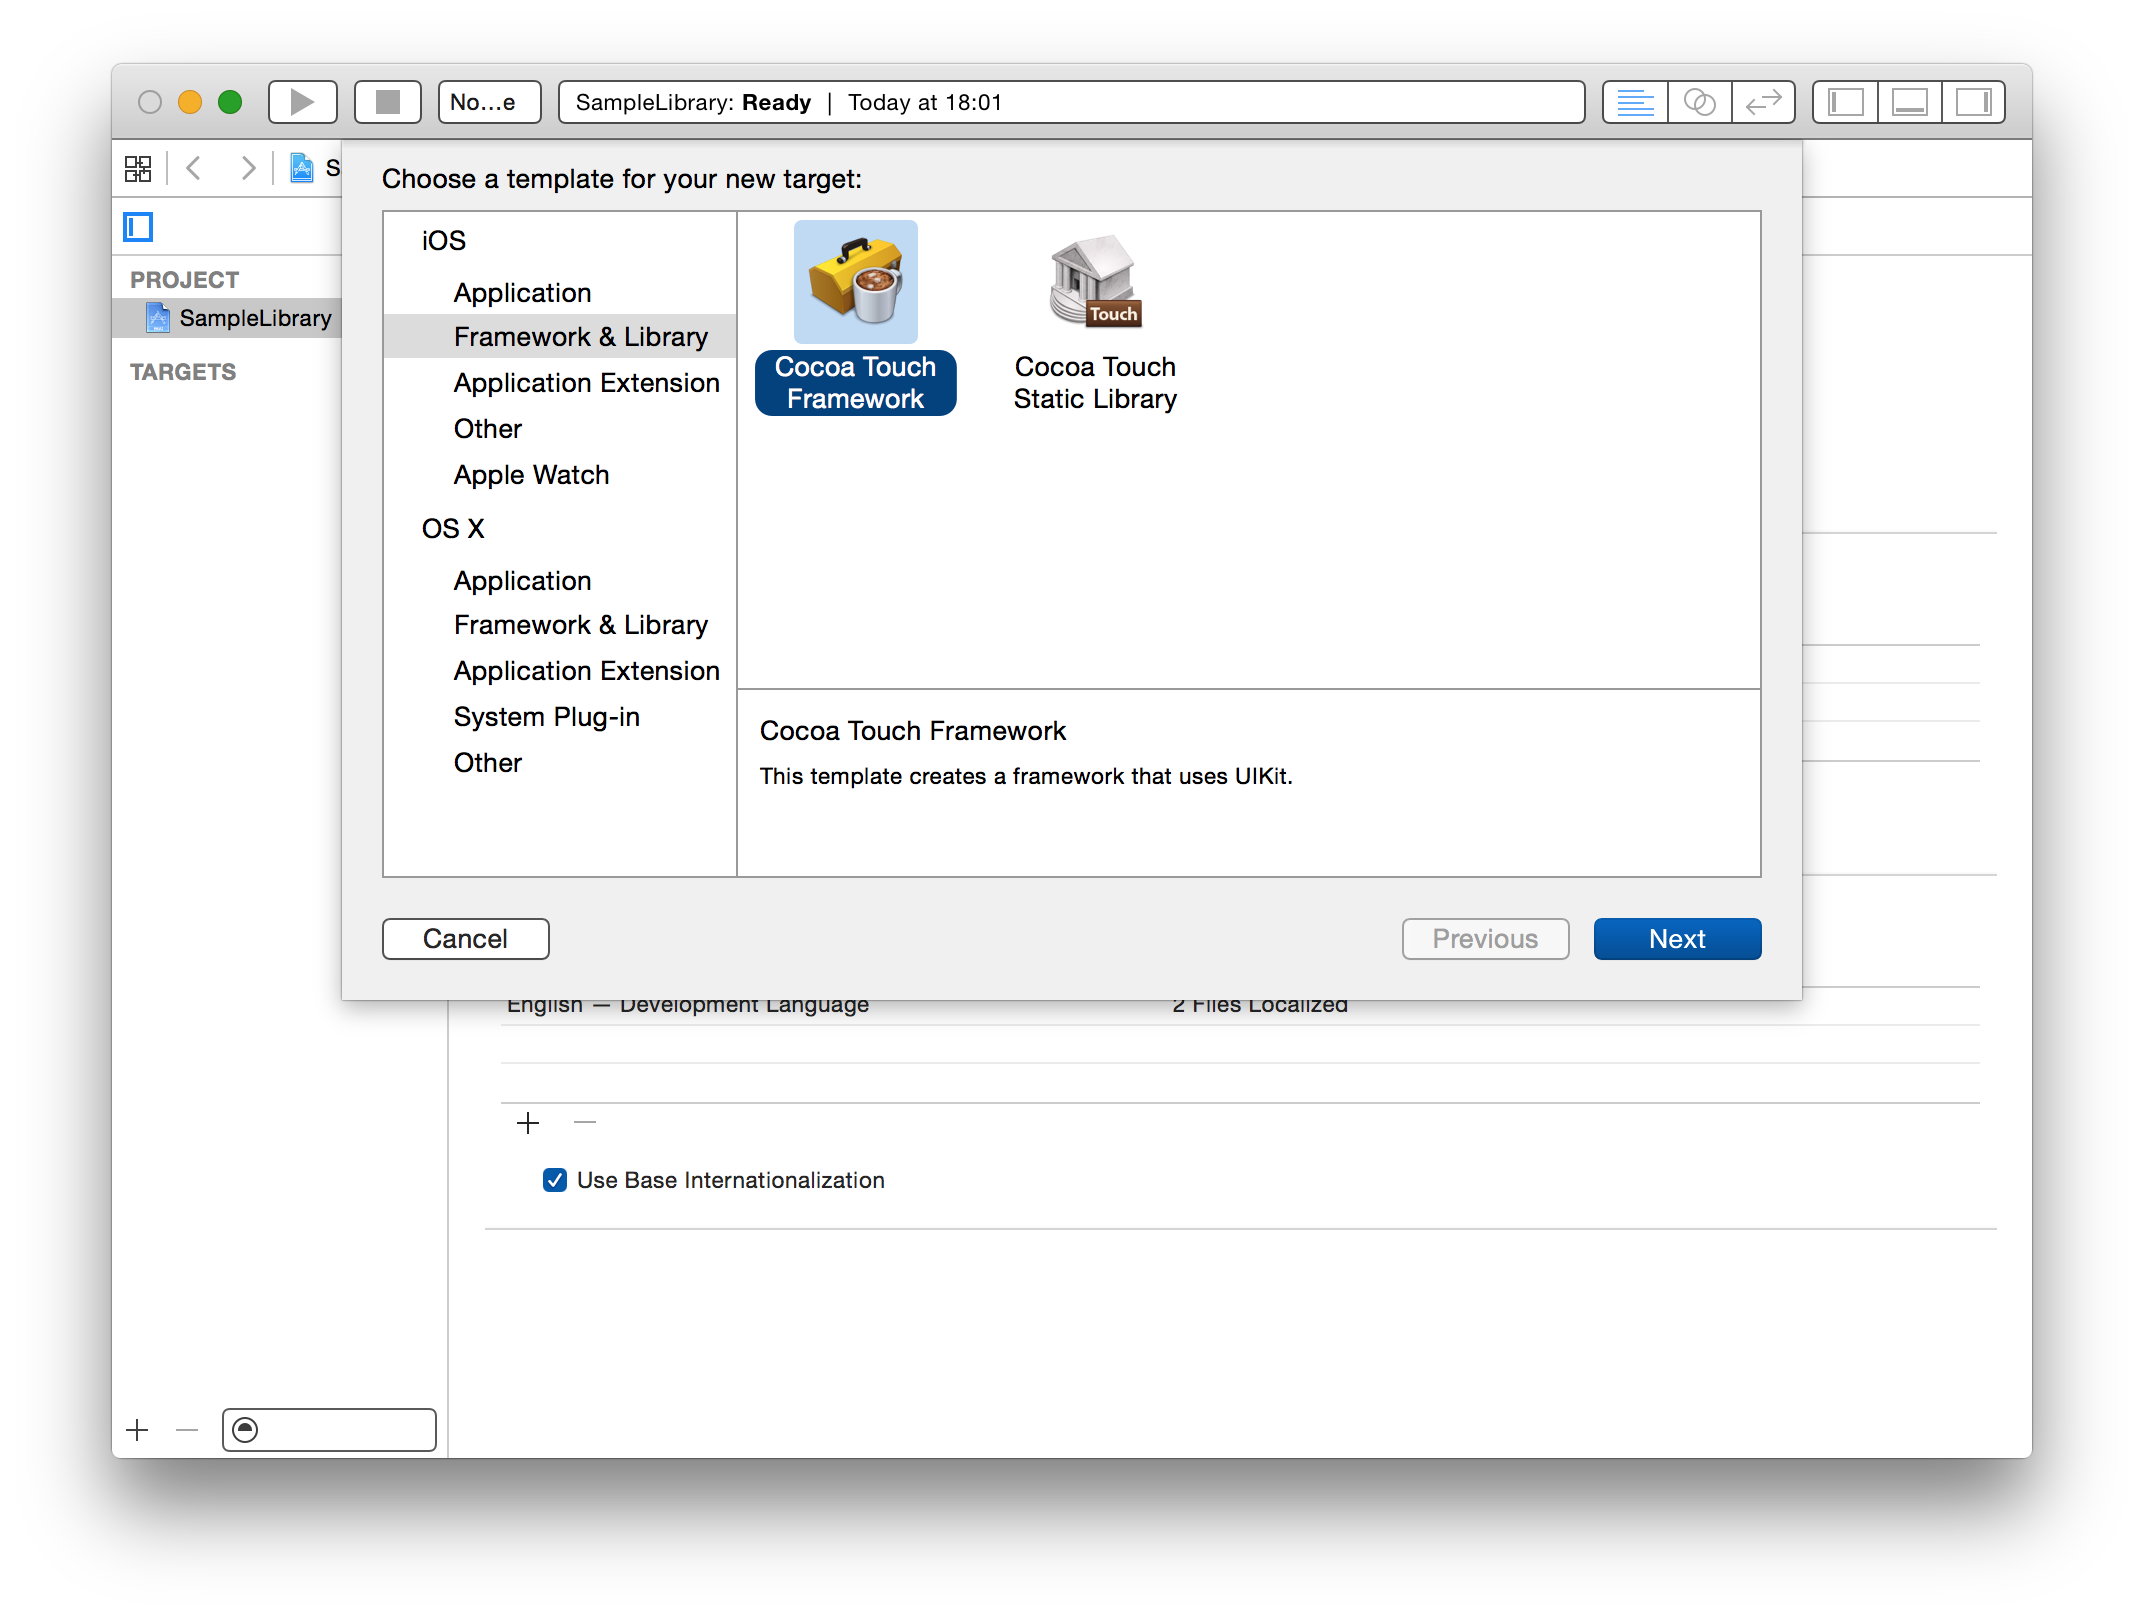 No...e
SampleLibrary: Ready | Today at 18:01
S
Choose a template for your new target:
PROJECT
SampleLibrary
TARGETS
iOS
Application
Framework & Library
Application Extension
Other
Apple Watch
OS X
Application
Framework & Library
Application Extension
System Plug-in
Other
Cocoa Touch
Framework
Touch
Cocoa Touch
Static Library
Cocoa Touch Framework
This template creates a framework that uses UIKit.
Cancel
Previous
Next
English — Development Language
2 Files Localized
Use Base Internationalization